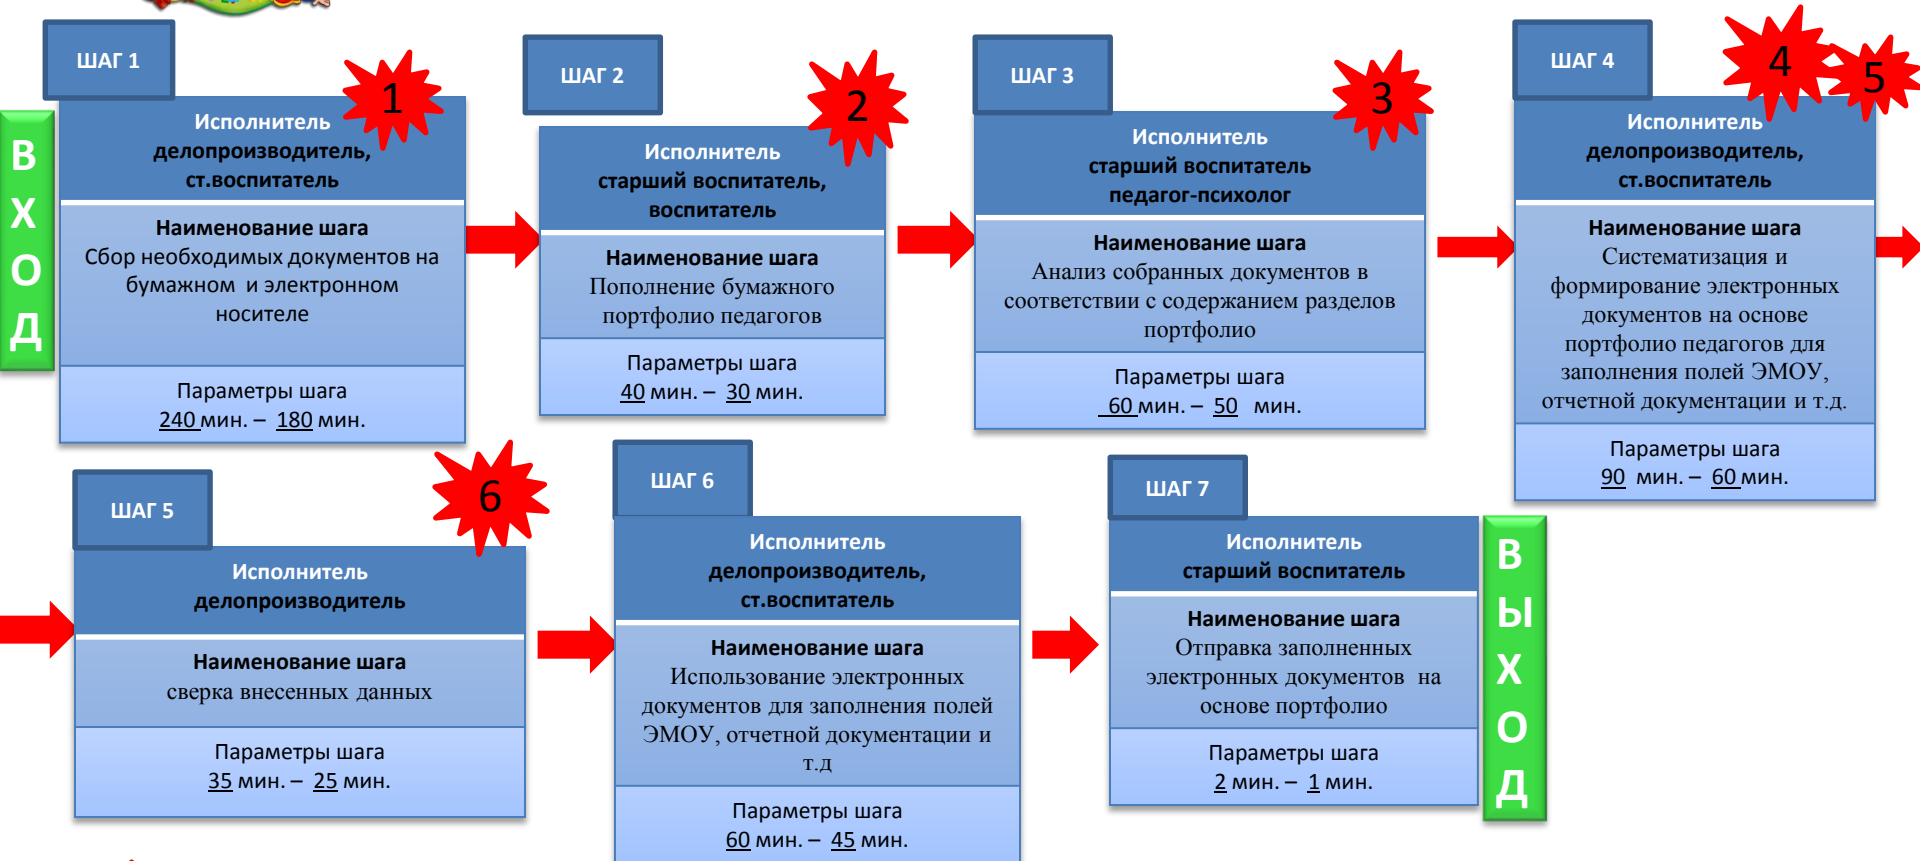 ШАГ 1
1
В
Х
О
Д
Исполнитель
делопроизводитель,
ст.воспитатель
Наименование шага
Сбор необходимых документов на
бумажном и электронном
носителе
Параметры шага
240 мин. – 180 мин.
ШАГ 2
2
Исполнитель
старший воспитатель,
воспитатель
Наименование шага
Пополнение бумажного
портфолио педагогов
Параметры шага
40 мин. – 30 мин.
ШАГ 3
3
Исполнитель
старший воспитатель
педагог-психолог
Наименование шага
Анализ собранных документов в
соответствии с содержанием разделов
портфолио
Параметры шага
60 мин. – 50 мин.
ШАГ 4
4
5
Исполнитель
делопроизводитель,
ст.воспитатель
Наименование шага
Систематизация и
формирование электронных
документов на основе
портфолио педагогов для
заполнения полей ЭМОУ,
отчетной документации и т.д.
Параметры шага
90 мин. – 60 мин.
ШАГ 5
6
Исполнитель
делопроизводитель
Наименование шага
сверка внесенных данных
Параметры шага
35 мин. – 25 мин.
ШАГ 6
Исполнитель
делопроизводитель,
ст.воспитатель
Наименование шага
Использование электронных
документов для заполнения полей
ЭМОУ, отчетной документации и
т.д
Параметры шага
60 мин. – 45 мин.
ШАГ 7
Исполнитель
старший воспитатель
Наименование шага
Отправка заполненных
электронных документов на
основе портфолио
Параметры шага
2 мин. – 1 мин.
В
Ы
Х
О
Д